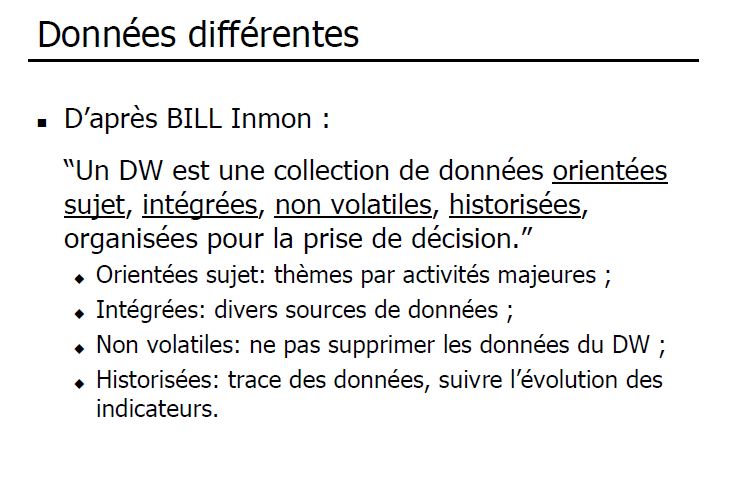 Données différentes
▪ D’après BILL Inmon :
“Un DW est une collection de données orientées
sujet, intégrées, non volatiles, historisées,
organisées pour la prise de décision.”
◆ Orientées sujet: thèmes par activités majeures ;
◆ Intégrées: divers sources de données ;
◆ Non volatiles: ne pas supprimer les données du DW ;
◆ Historisées: trace des données, suivre l’évolution des
indicateurs.